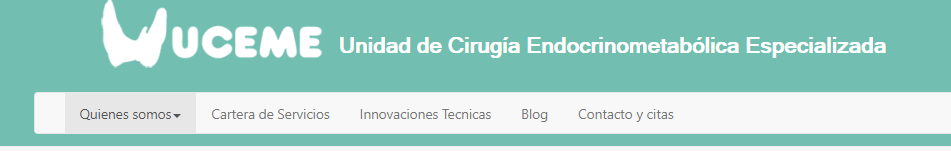 UCEME Unidad de Cirugía Endocrinometabólica Especializada
Quienes somos Cartera de Servicios Innovaciones Tecnicas Blog Contacto y citas